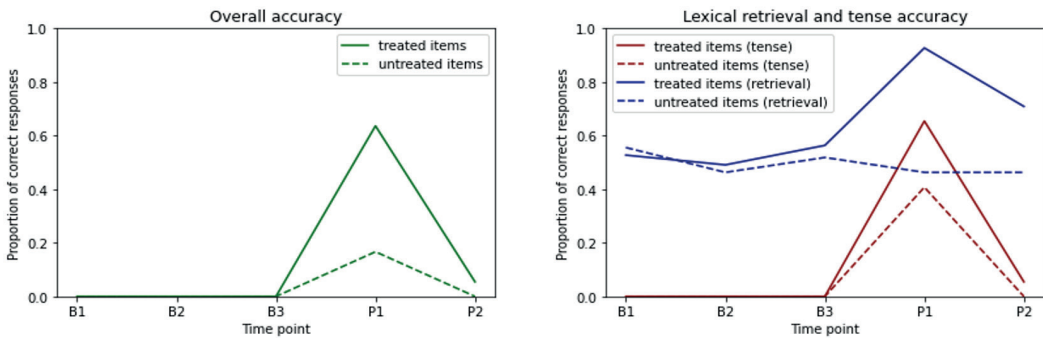 Overall accuracy
1.0
0.8
0.6
0.4
0.2
0.0
Proportion of correct responses
treated items
untreated items
B1 B2 B3 P1 P2
Time point
Lexical retrieval and tense accuracy
1.0
0.8
0.6
0.4
0.2
0.0
Proportion of correct responses
treated items (tense)
untreated items (tense)
treated items (retrieval)
untreated items (retrieval)
B1 B2 B3 P1 P2
Time point